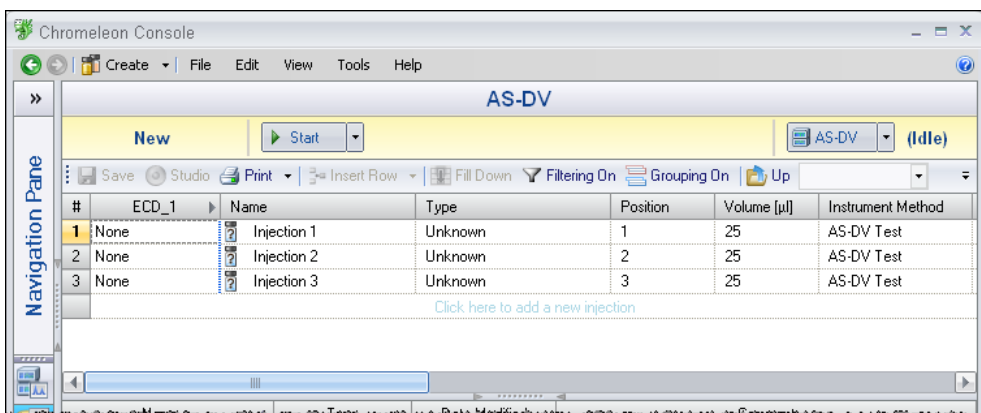 Chromeleon Console
Create File Edit View Tools Help
AS-DV
New Start AS-DV (Idle)
Save Studio Print Insert Row Fill Down Filtering On Grouping On Up
# ECD_1 Name Type Position Volume [µl] Instrument Method
1 None Injection 1 Unknown 1 25 AS-DV Test
2 None Injection 2 Unknown 2 25 AS-DV Test
3 None Injection 3 Unknown 3 25 AS-DV Test
Click here to add a new injection
Navigation Pane